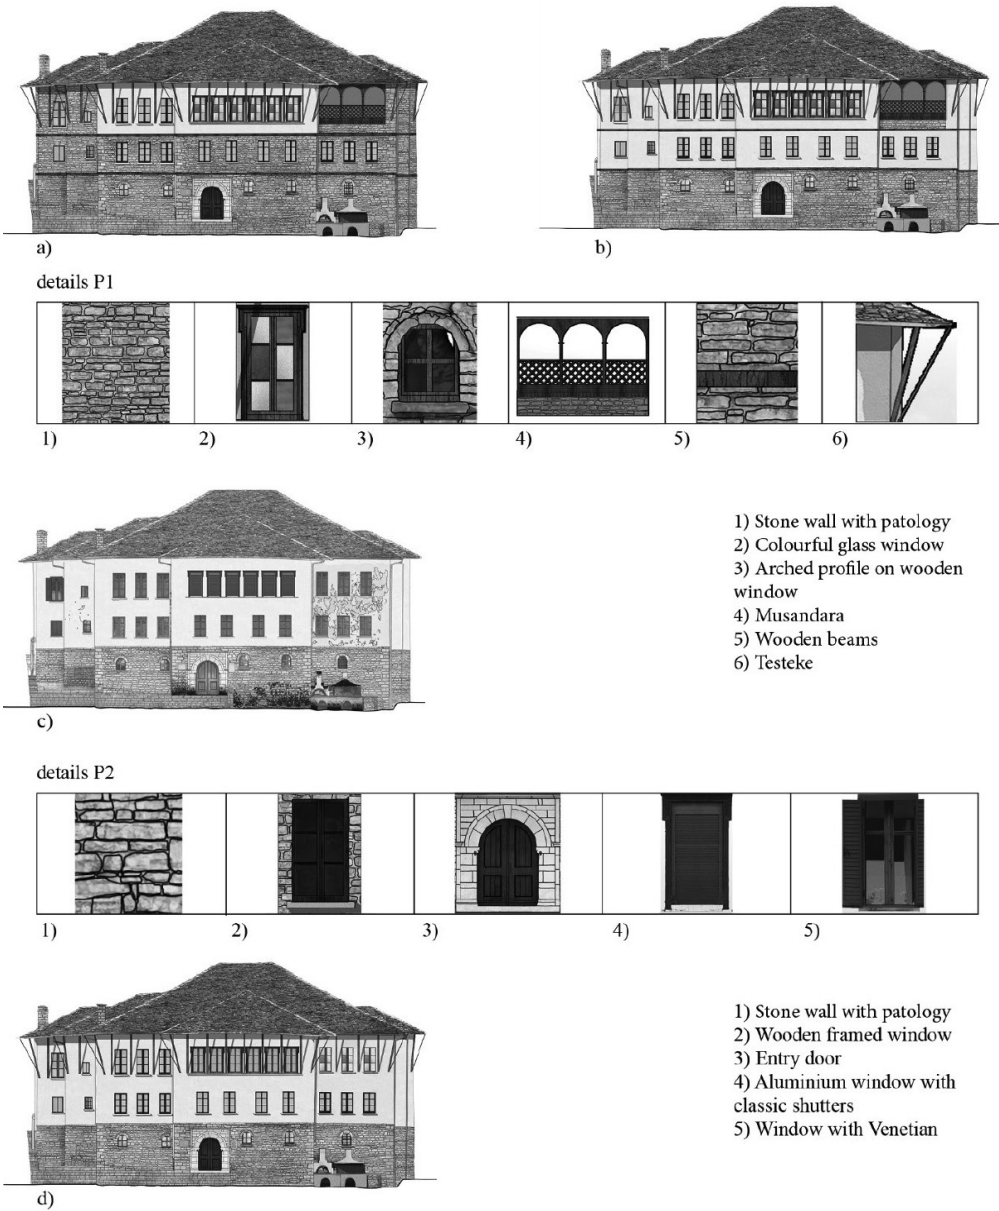 a)
b)
details P1
1)
2)
3)
4)
5)
6)
1) Stone wall with patology
2) Colourful glass window
3) Arched profile on wooden
window
4) Musandara
5) Wooden beams
6) Testeke
c)
details P2
1)
2)
3)
4)
5)
1) Stone wall with patology
2) Wooden framed window
3) Entry door
4) Aluminium window with
classic shutters
5) Window with Venetian
d)